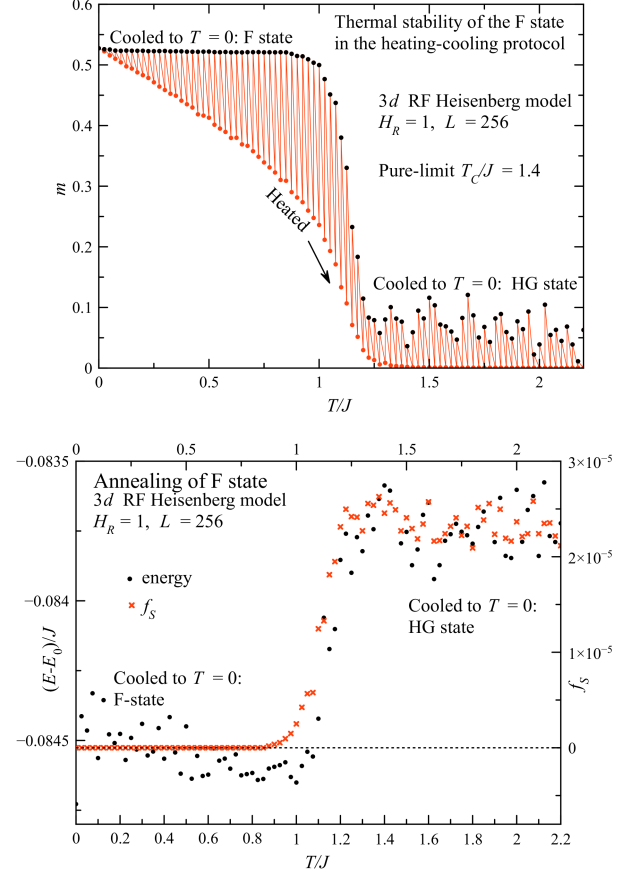 0.6
0.5
0.4
0.3
0.2
0.1
0
m
Cooled to T = 0: F state
Thermal stability of the F state
in the heating-cooling protocol
3d RF Heisenberg model
H_R = 1, L = 256
Pure-limit T_C/J = 1.4
Heated
Cooled to T = 0: HG state
0 0.5 1 1.5 2
T/J
0 0.5 1 1.5 2
−0.0835
−0.084
−0.0845
(E-E_0)/J
3×10^-5
2×10^-5
1×10^-5
0
f_S
Annealing of F state
3d RF Heisenberg model
H_R = 1, L = 256
energy
f_S
Cooled to T = 0:
HG state
Cooled to T = 0:
F-state
0 0.2 0.4 0.6 0.8 1 1.2 1.4 1.6 1.8 2 2.2
T/J